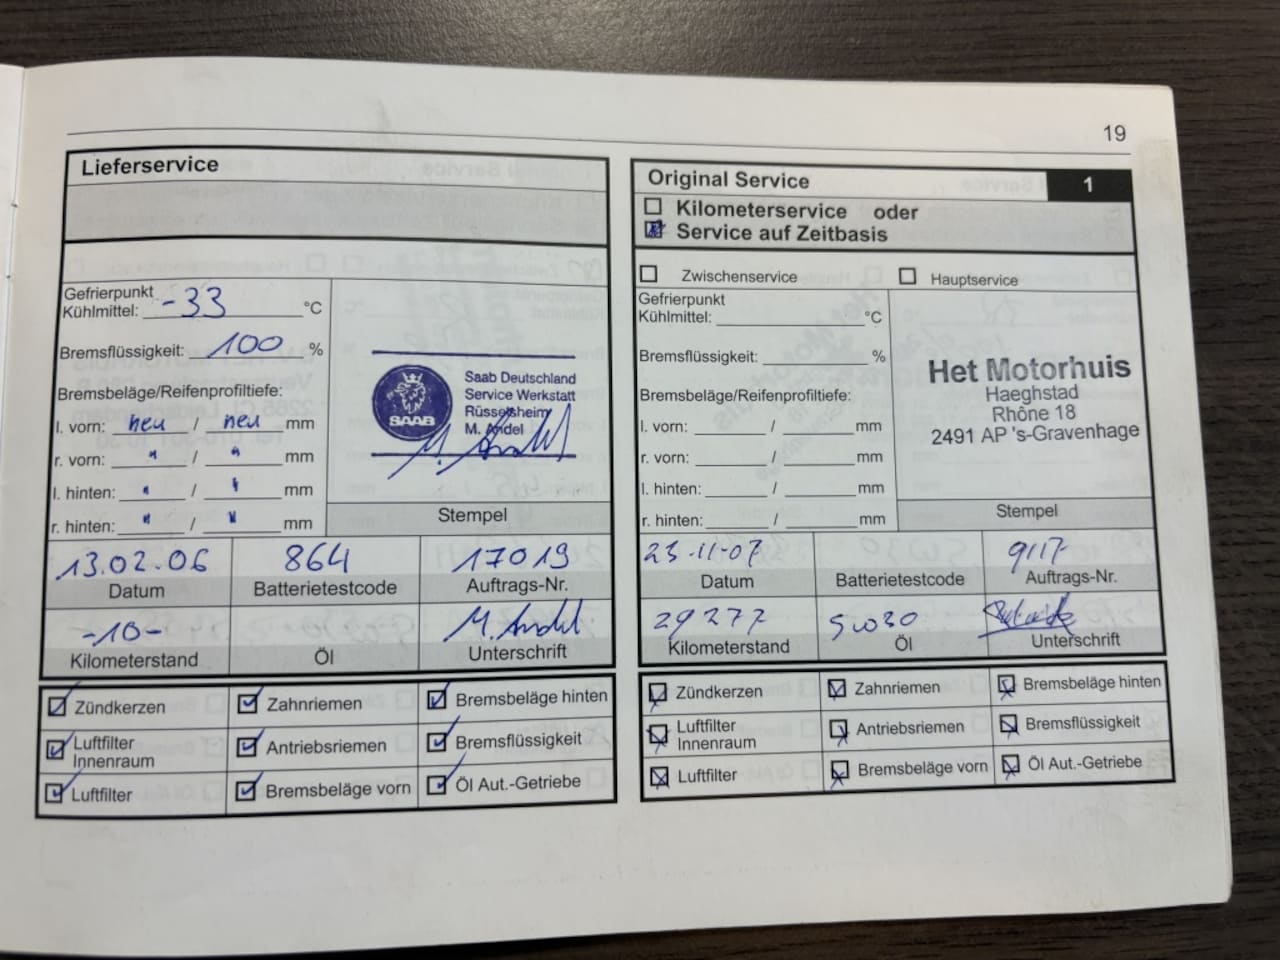 19
Lieferservice
Gefrierpunkt
Kühlmittel: -33 °C
Bremsflüssigkeit: 100 %
Bremsbeläge/Reifenprofiltiefe:
l. vorn: neu / neu mm
r. vorn: " / " mm
l. hinten: " / " mm
r. hinten: " / " mm
SAAB
Saab Deutschland
Service Werkstatt
Rüsselsheim
M. Andel
M. Andel
Stempel
13.02.06 864 17019
Datum Batterietestcode Auftrags-Nr.
-10- M. Andel
Kilometerstand Öl Unterschrift
Zündkerzen Zahnriemen Bremsbeläge hinten
Luftfilter Innenraum Antriebsriemen Bremsflüssigkeit
Luftfilter Bremsbeläge vorn Öl Aut.-Getriebe
Original Service 1
Kilometerservice oder
Service auf Zeitbasis
Zwischenservice Hauptservice
Gefrierpunkt
Kühlmittel: °C
Bremsflüssigkeit: %
Bremsbeläge/Reifenprofiltiefe:
l. vorn: / mm
r. vorn: / mm
l. hinten: / mm
r. hinten: / mm
Het Motorhuis
Haeghstad
Rhône 18
2491 AP 's-Gravenhage
Stempel
23-11-07 9117
Datum Batterietestcode Auftrags-Nr.
29277 5W30
Kilometerstand Öl Unterschrift
Zündkerzen Zahnriemen Bremsbeläge hinten
Luftfilter Innenraum Antriebsriemen Bremsflüssigkeit
Luftfilter Bremsbeläge vorn Öl Aut.-Getriebe